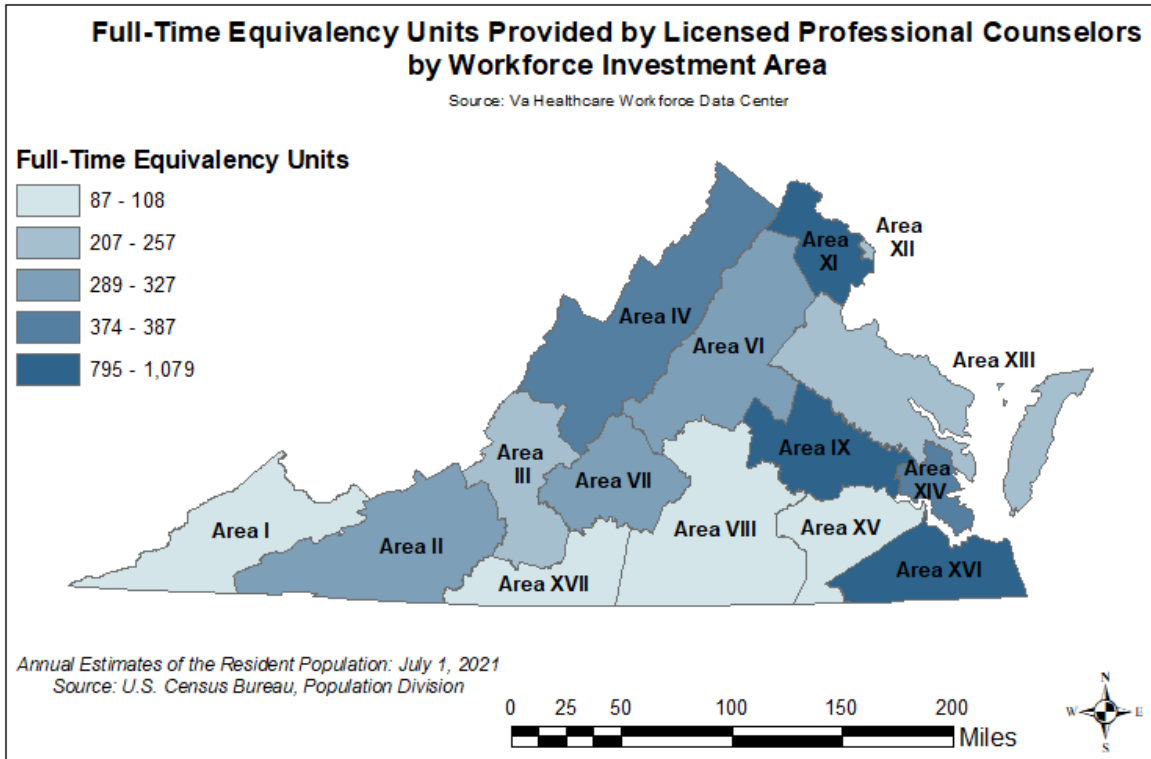 Full-Time Equivalency Units Provided by Licensed Professional Counselors
by Workforce Investment Area
Source: Va Healthcare Workforce Data Center
Full-Time Equivalency Units
87 - 108
207 - 257
289 - 327
374 - 387
795 - 1,079
Area
XII
Area
XI
Area IV
Area VI
Area XIII
Area IX
Area
III
Area VII
Area
XIV
Area I
Area II
Area VIII
Area XV
Area XVII
Area XVI
Annual Estimates of the Resident Population: July 1, 2021
Source: U.S. Census Bureau, Population Division
0 25 50 100 150 200
Miles
N
W E
S